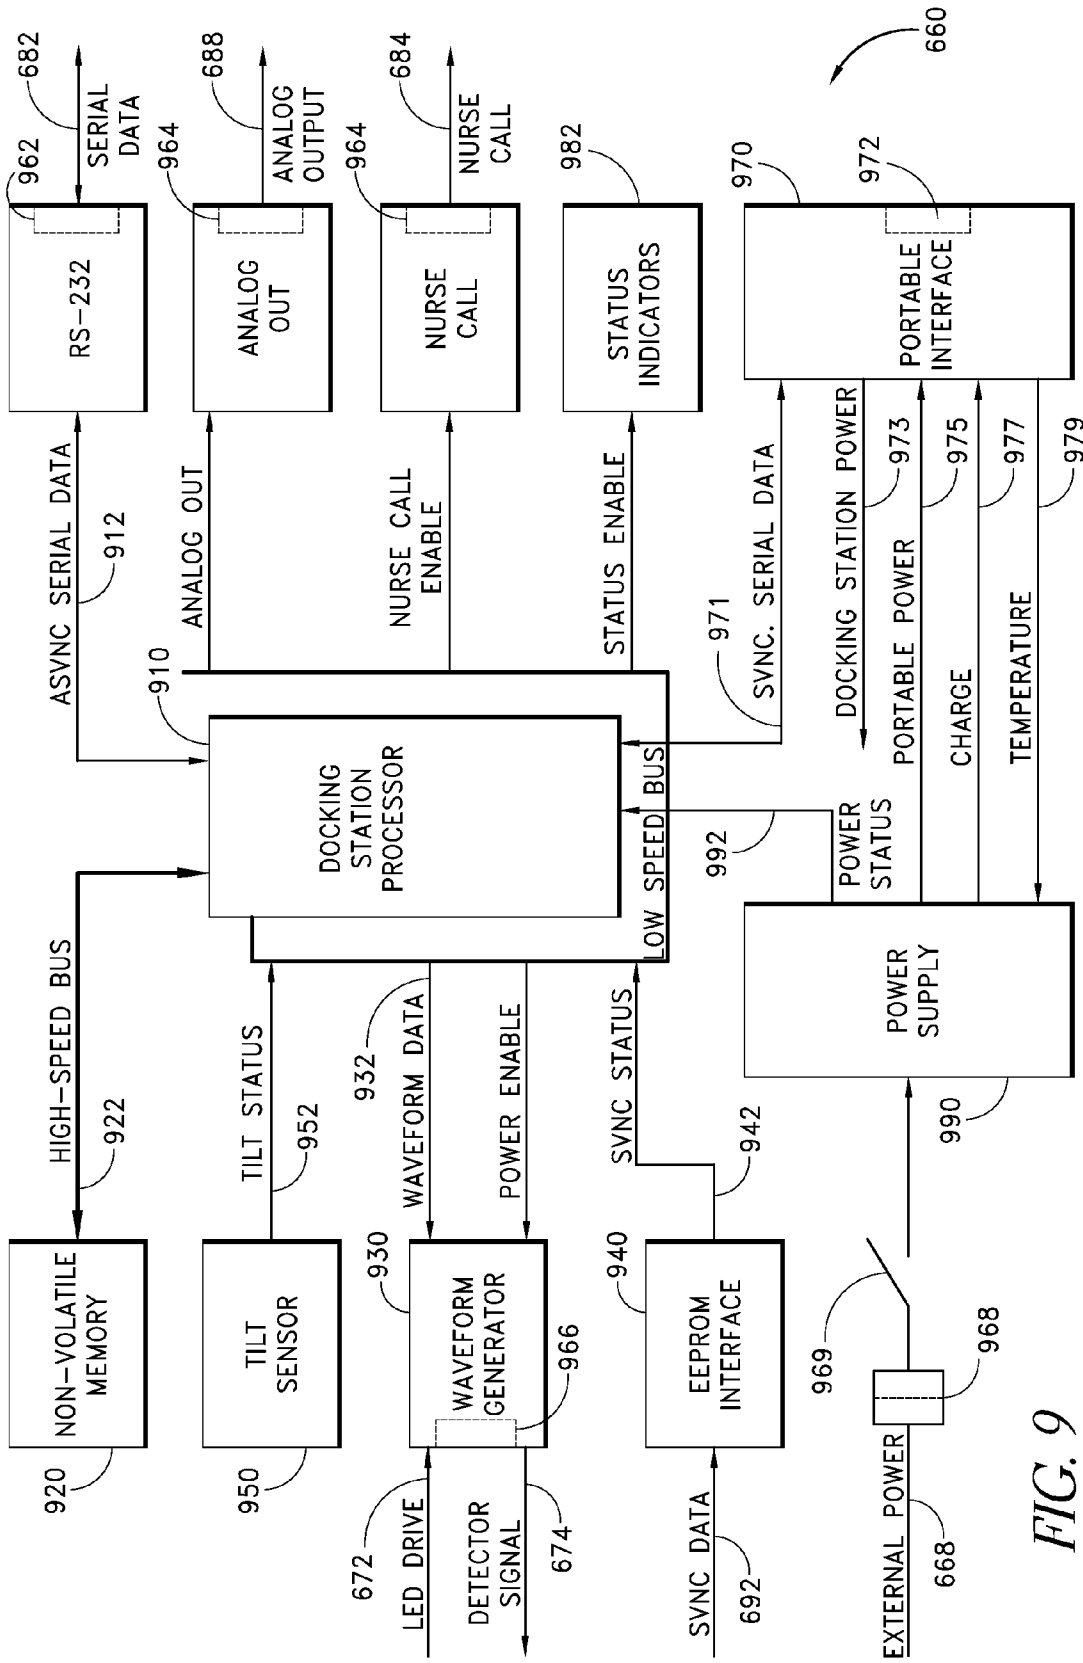 920
NON-VOLATILE
MEMORY
922
HIGH-SPEED BUS
ASVNC SERIAL DATA
912
RS-232
962
SERIAL
DATA
682
950
TILT
SENSOR
952
TILT STATUS
910
ANALOG OUT
ANALOG
OUT
964
ANALOG
OUTPUT
688
672
LED DRIVE
DETECTOR
SIGNAL
674
930
WAVEFORM
GENERATOR
966
932
WAVEFORM DATA
POWER ENABLE
DOCKING
STATION
PROCESSOR
NURSE CALL
ENABLE
NURSE
CALL
964
NURSE
CALL
684
SVNC DATA
692
940
EEPROM
INTERFACE
942
SVNC STATUS
LOW SPEED BUS
STATUS ENABLE
STATUS
INDICATORS
982
EXTERNAL POWER
668
968
969
990
POWER
SUPPLY
992
POWER
STATUS
971
SVNC. SERIAL DATA
DOCKING STATION POWER
973
PORTABLE POWER
975
CHARGE
977
TEMPERATURE
979
PORTABLE
INTERFACE
970
972
660
FIG. 9